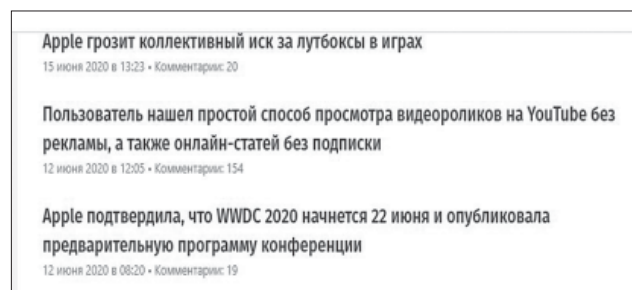 Apple грозит коллективный иск за лутбоксы в играх
15 июня 2020 в 13:23 • Комментарии: 20
Пользователь нашел простой способ просмотра видеороликов на YouTube без
рекламы, а также онлайн-статей без подписки
12 июня 2020 в 12:05 • Комментарии: 154
Apple подтвердила, что WWDC 2020 начнется 22 июня и опубликовала
предварительную программу конференции
12 июня 2020 в 08:20 • Комментарии: 19